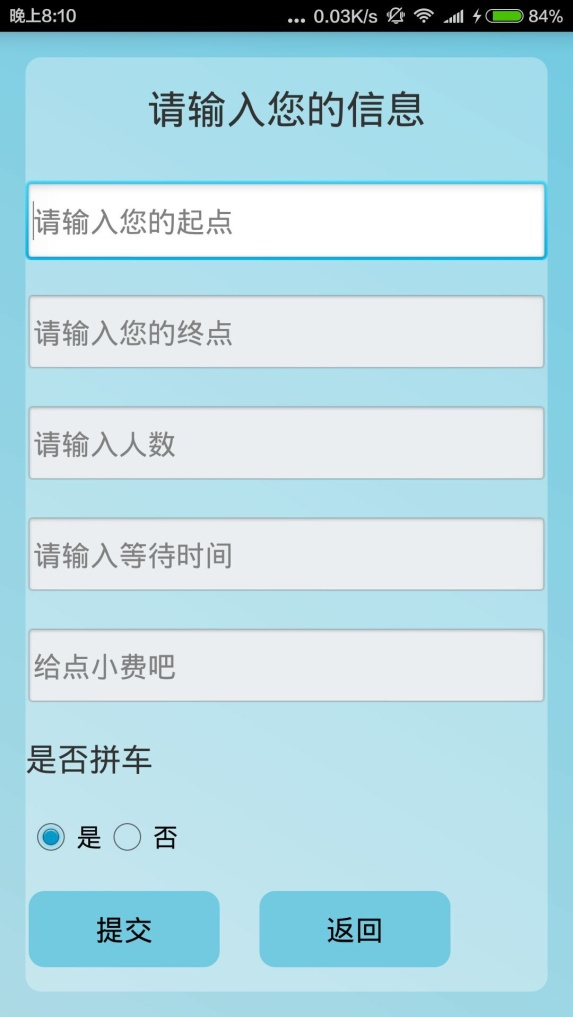 晚上8:10 ... 0.03K/s 84%
请输入您的信息
请输入您的起点
请输入您的终点
请输入人数
请输入等待时间
给点小费吧
是否拼车
是 否
提交 返回